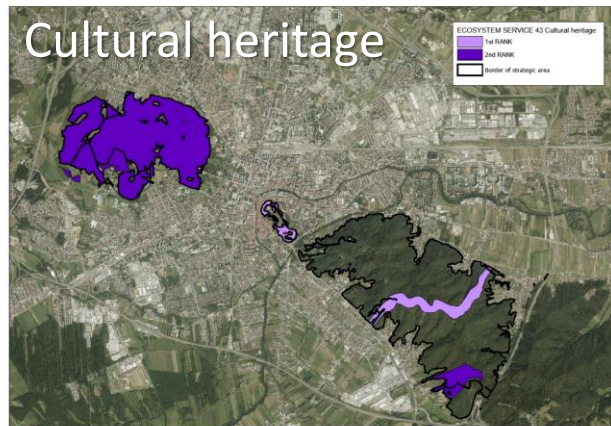 Cultural heritage
ECOSYSTEM SERVICE 43 Cultural heritage
1st RANK
2nd RANK
Border of strategic area